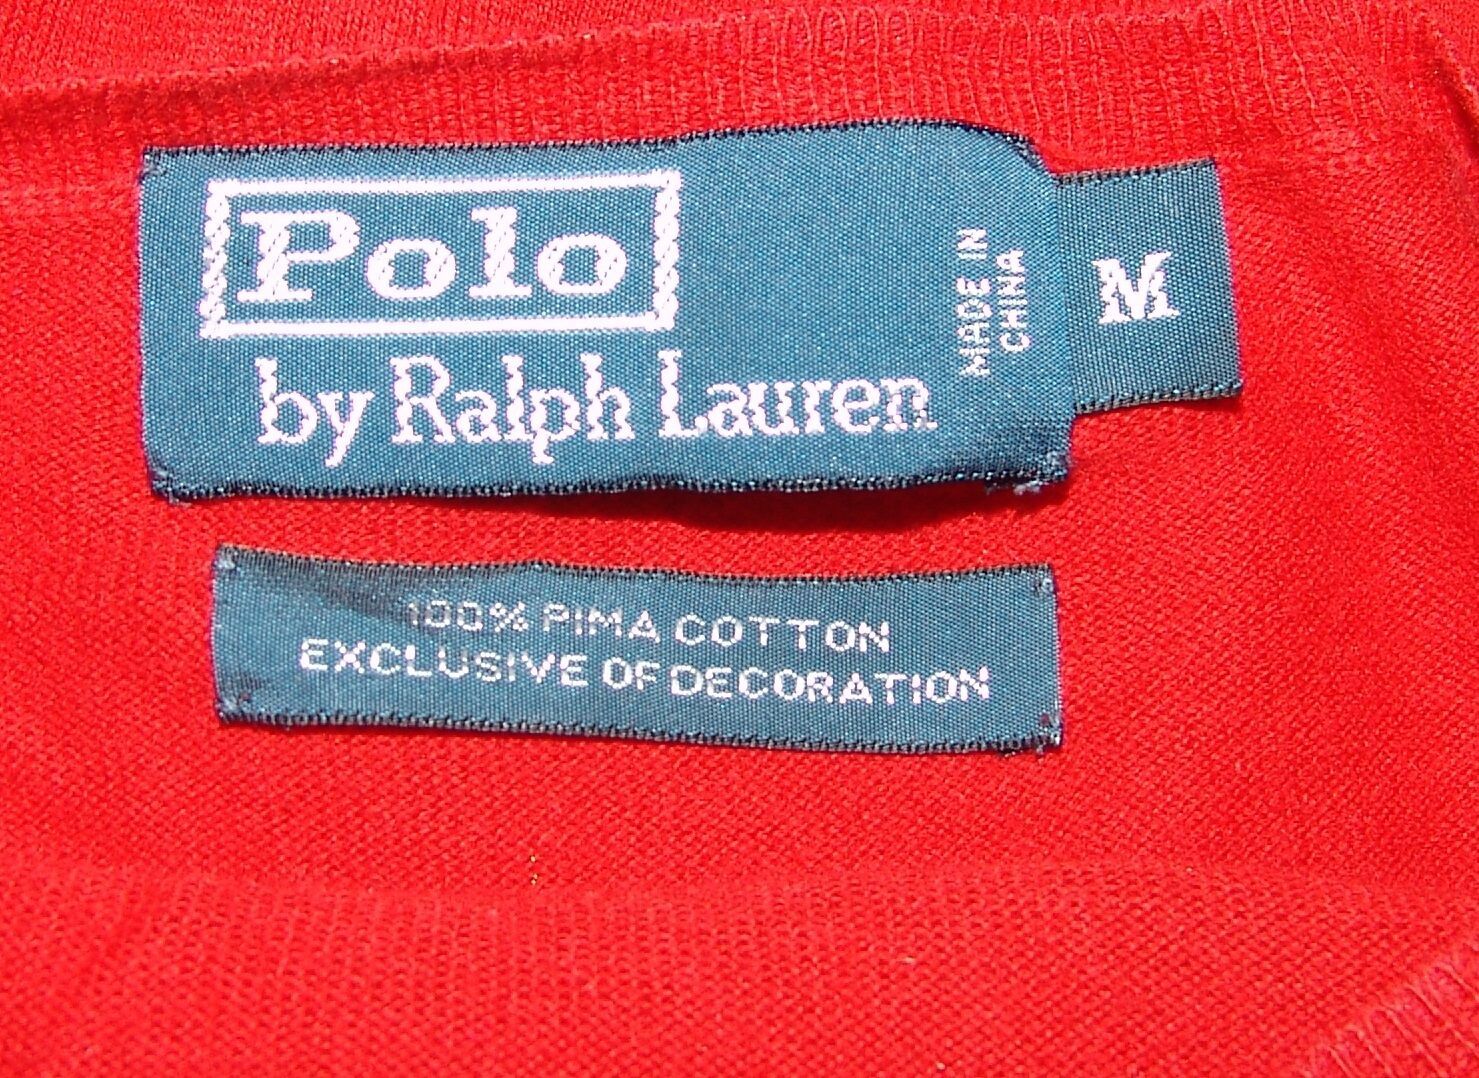 Polo
by Ralph Lauren
MADE IN
CHINA
M
100% PIMA COTTON
EXCLUSIVE OF DECORATION